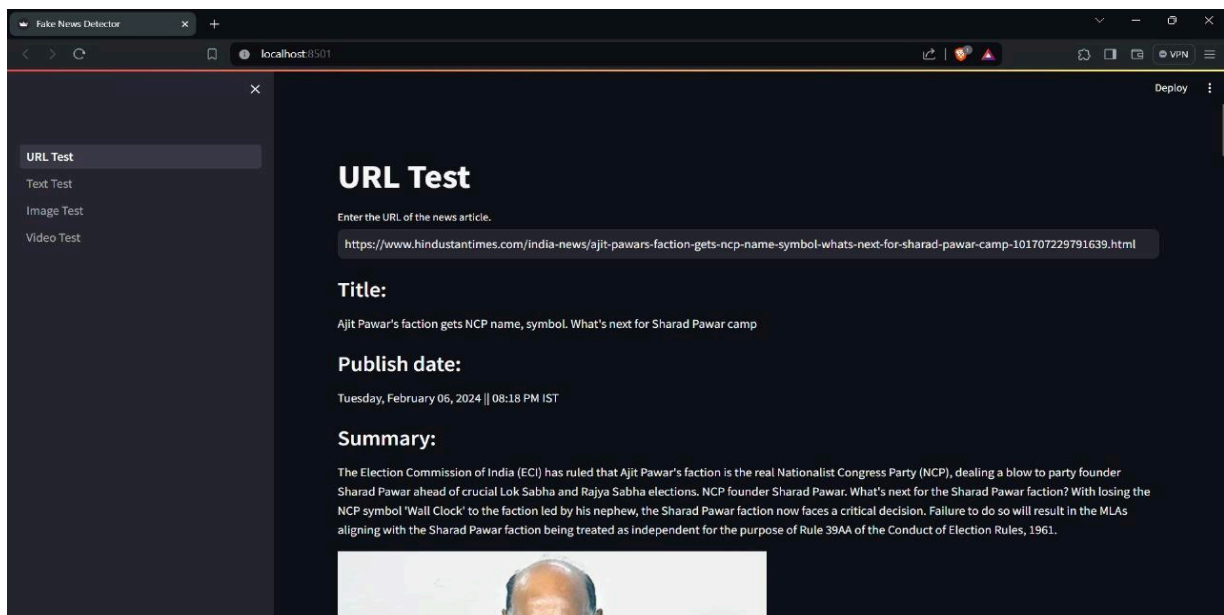 Fake News Detector
localhost:8501
VPN
Deploy
URL Test
Text Test
Image Test
Video Test
URL Test
Enter the URL of the news article.
https://www.hindustantimes.com/india-news/ajit-pawars-faction-gets-ncp-name-symbol-whats-next-for-sharad-pawar-camp-101707229791639.html
Title:
Ajit Pawar's faction gets NCP name, symbol. What's next for Sharad Pawar camp
Publish date:
Tuesday, February 06, 2024 || 08:18 PM IST
Summary:
The Election Commission of India (ECI) has ruled that Ajit Pawar's faction is the real Nationalist Congress Party (NCP), dealing a blow to party founder
Sharad Pawar ahead of crucial Lok Sabha and Rajya Sabha elections. NCP founder Sharad Pawar. What's next for the Sharad Pawar faction? With losing the
NCP symbol 'Wall Clock' to the faction led by his nephew, the Sharad Pawar faction now faces a critical decision. Failure to do so will result in the MLAs
aligning with the Sharad Pawar faction being treated as independent for the purpose of Rule 39AA of the Conduct of Election Rules, 1961.